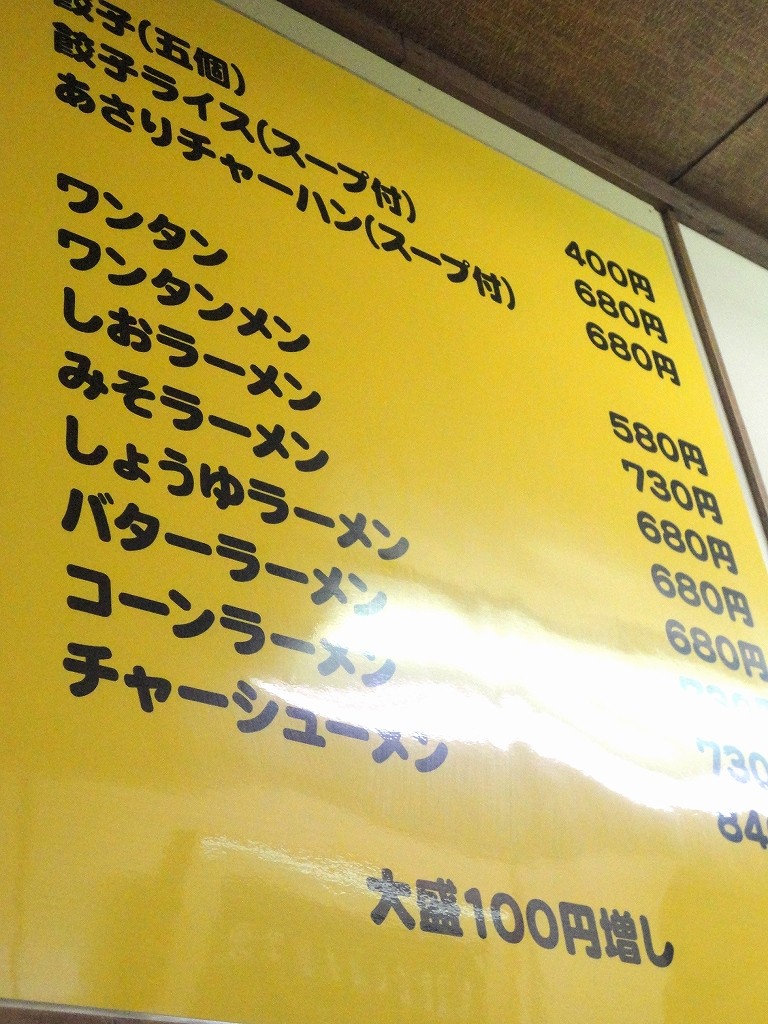 餃子(五個) 400円
餃子ライス(スープ付) 680円
あさりチャーハン(スープ付) 680円
ワンタン 580円
ワンタンメン 730円
しおラーメン 680円
みそラーメン 680円
しょうゆラーメン 680円
バターラーメン 730
コーンラーメン 730
チャーシューメン
大盛100円増し